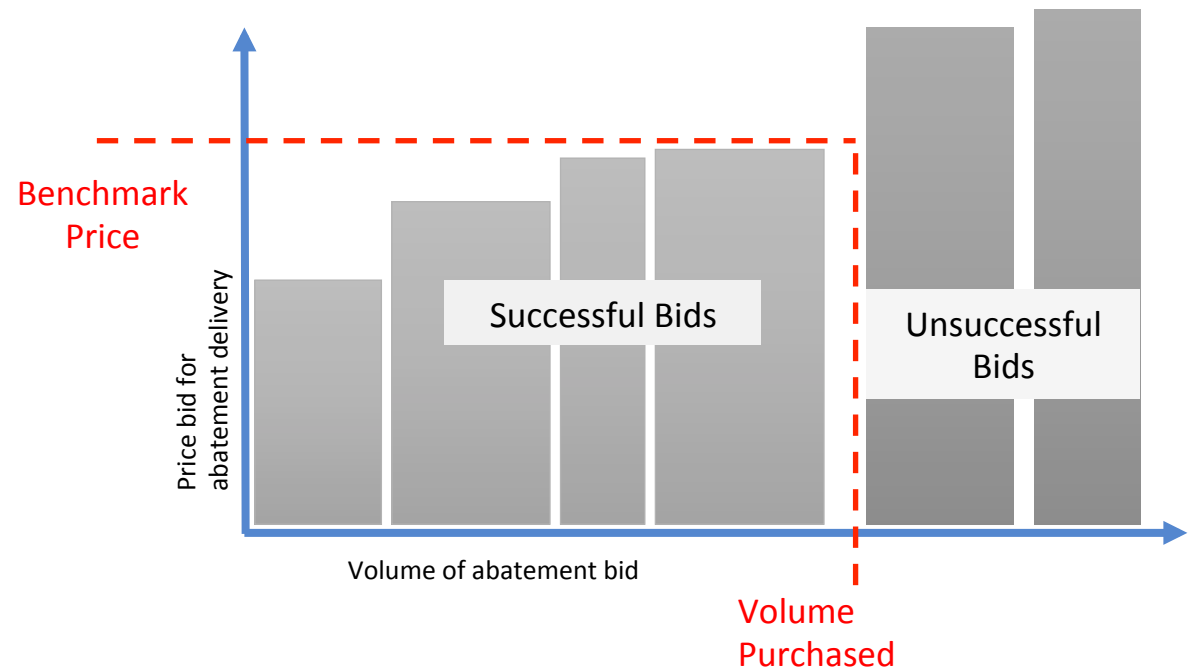 Benchmark
Price
Price bid for
abatement delivery
Successful Bids
Unsuccessful
Bids
Volume of abatement bid
Volume
Purchased